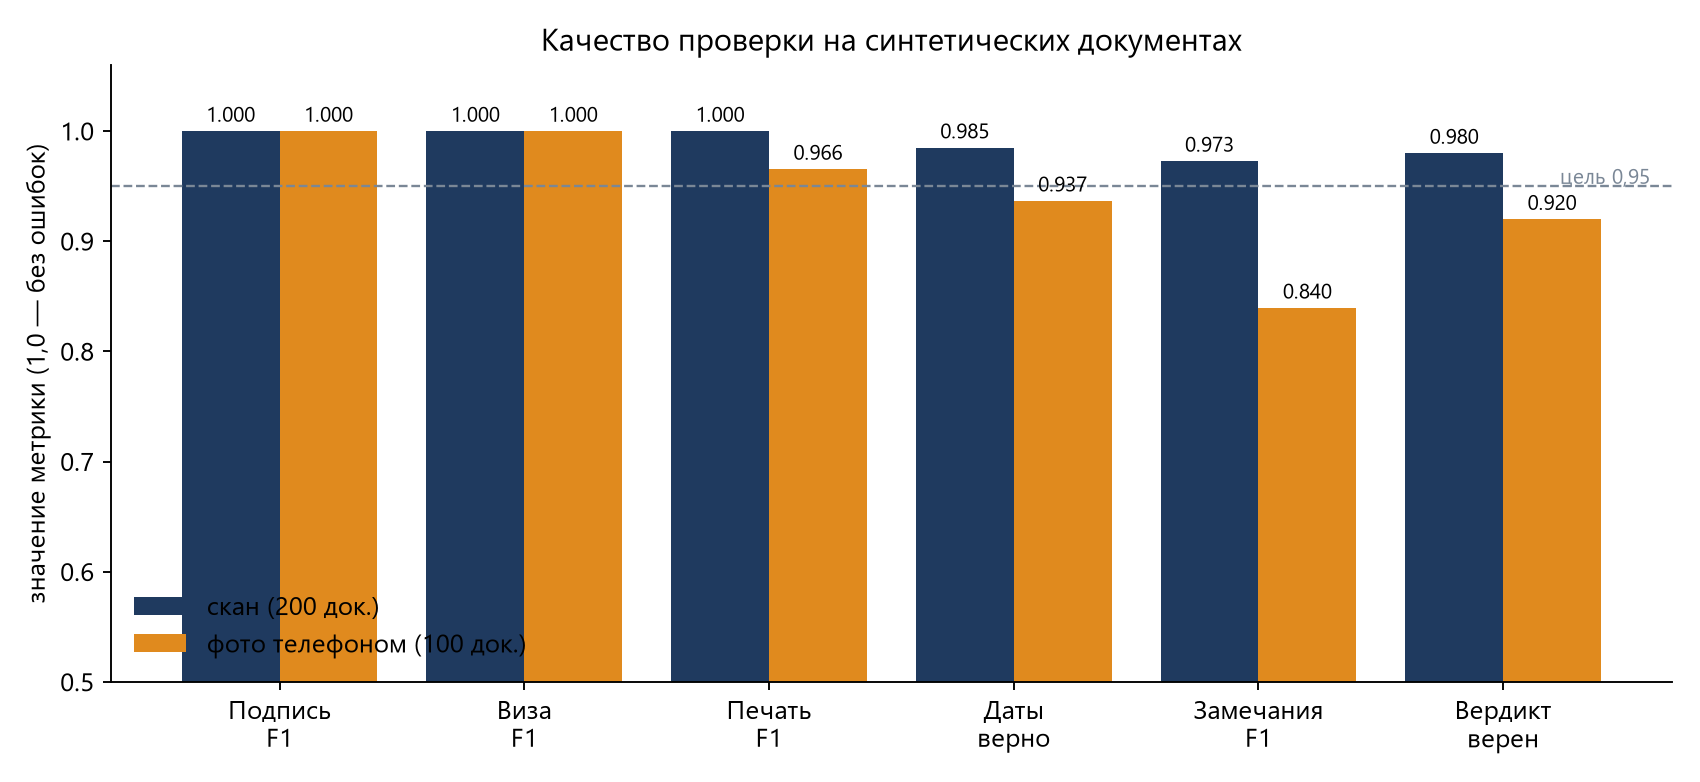 Качество проверки на синтетических документах
значение метрики (1,0 — без ошибок)
1.0
0.9
0.8
0.7
0.6
0.5
1.000
1.000
1.000
1.000
1.000
0.966
0.985
0.937
0.973
0.840
0.980
0.920
цель 0,95
скан (200 док.)
фото телефоном (100 док.)
Подпись
F1
Виза
F1
Печать
F1
Даты
верно
Замечания
F1
Вердикт
верен